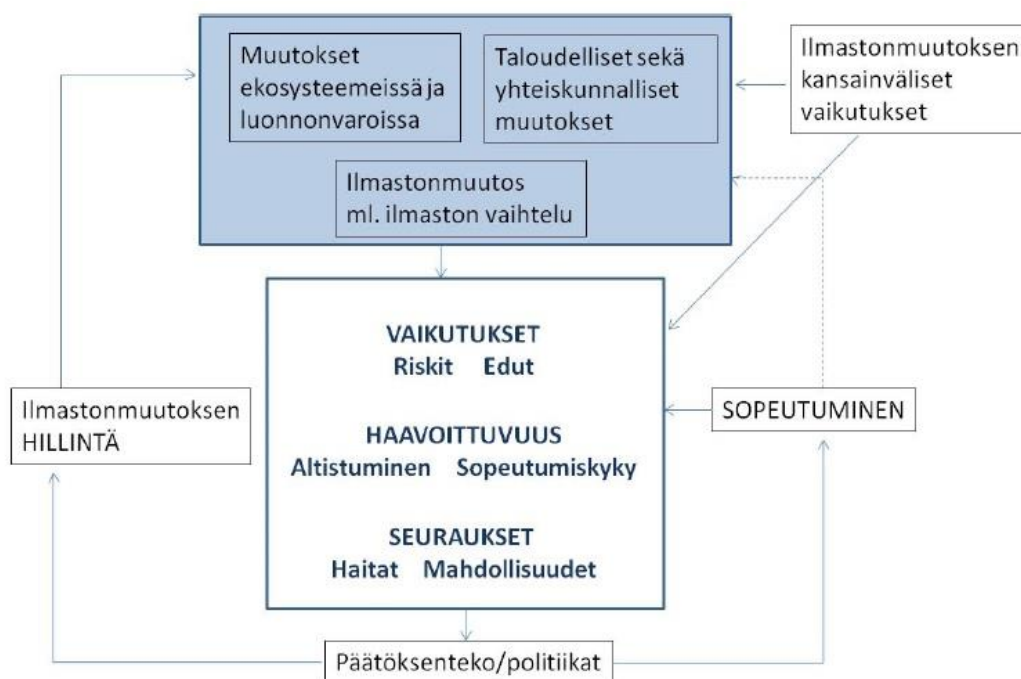 Muutokset
ekosysteemeissä ja
luonnonvaroissa
Taloudelliset sekä
yhteiskunnalliset
muutokset
Ilmastonmuutoksen
kansainväliset
vaikutukset
Ilmastonmuutos
ml. ilmaston vaihtelu
VAIKUTUKSET
Riskit Edut
Ilmastonmuutoksen
HILLINTÄ
HAAVOITTUVUUS
Altistuminen Sopeutumiskyky
SOPEUTUMINEN
SEURAUKSET
Haitat Mahdollisuudet
Päätöksenteko/politiikat